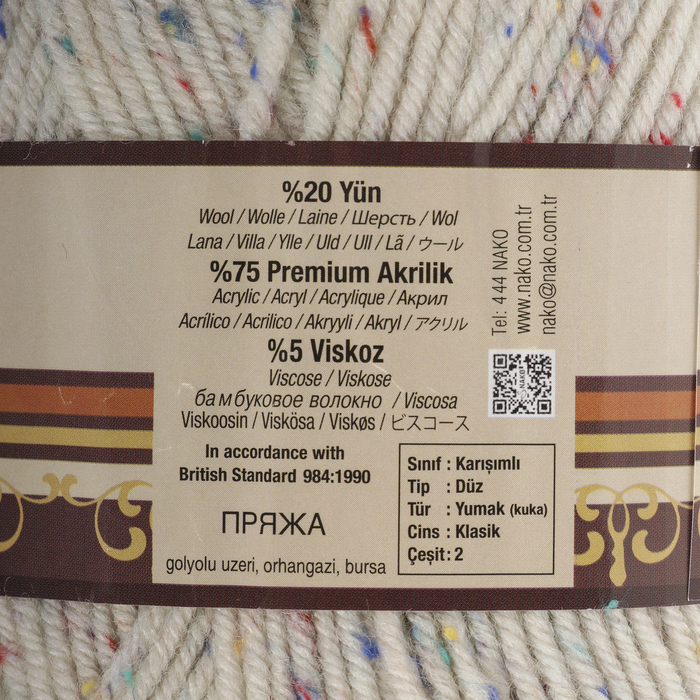 %20 Yün
Wool / Wolle / Laine / Шерсть / Wol
Lana / Villa / Ylle / Uld / Ull / Lã / ウール
%75 Premium Akrilik
Acrylic / Acryl / Acrylique / Акрил
Acrílico / Acrilico / Akryyli / Akryl / アクリル
%5 Viskoz
Viscose / Viskose
бамбуковое волокно / Viscosa
Viskoosin / Viskösa / Viskøs / ビスコース
In accordance with
British Standard 984:1990
ПРЯЖА
golyolu uzeri, orhangazi, bursa
Sınıf : Karışımlı
Tip : Düz
Tür : Yumak (kuka)
Cins : Klasik
Çeşit : 2
Tel: 4 44 NAKO
www.nako.com.tr
nako@nako.com.tr
NAKO